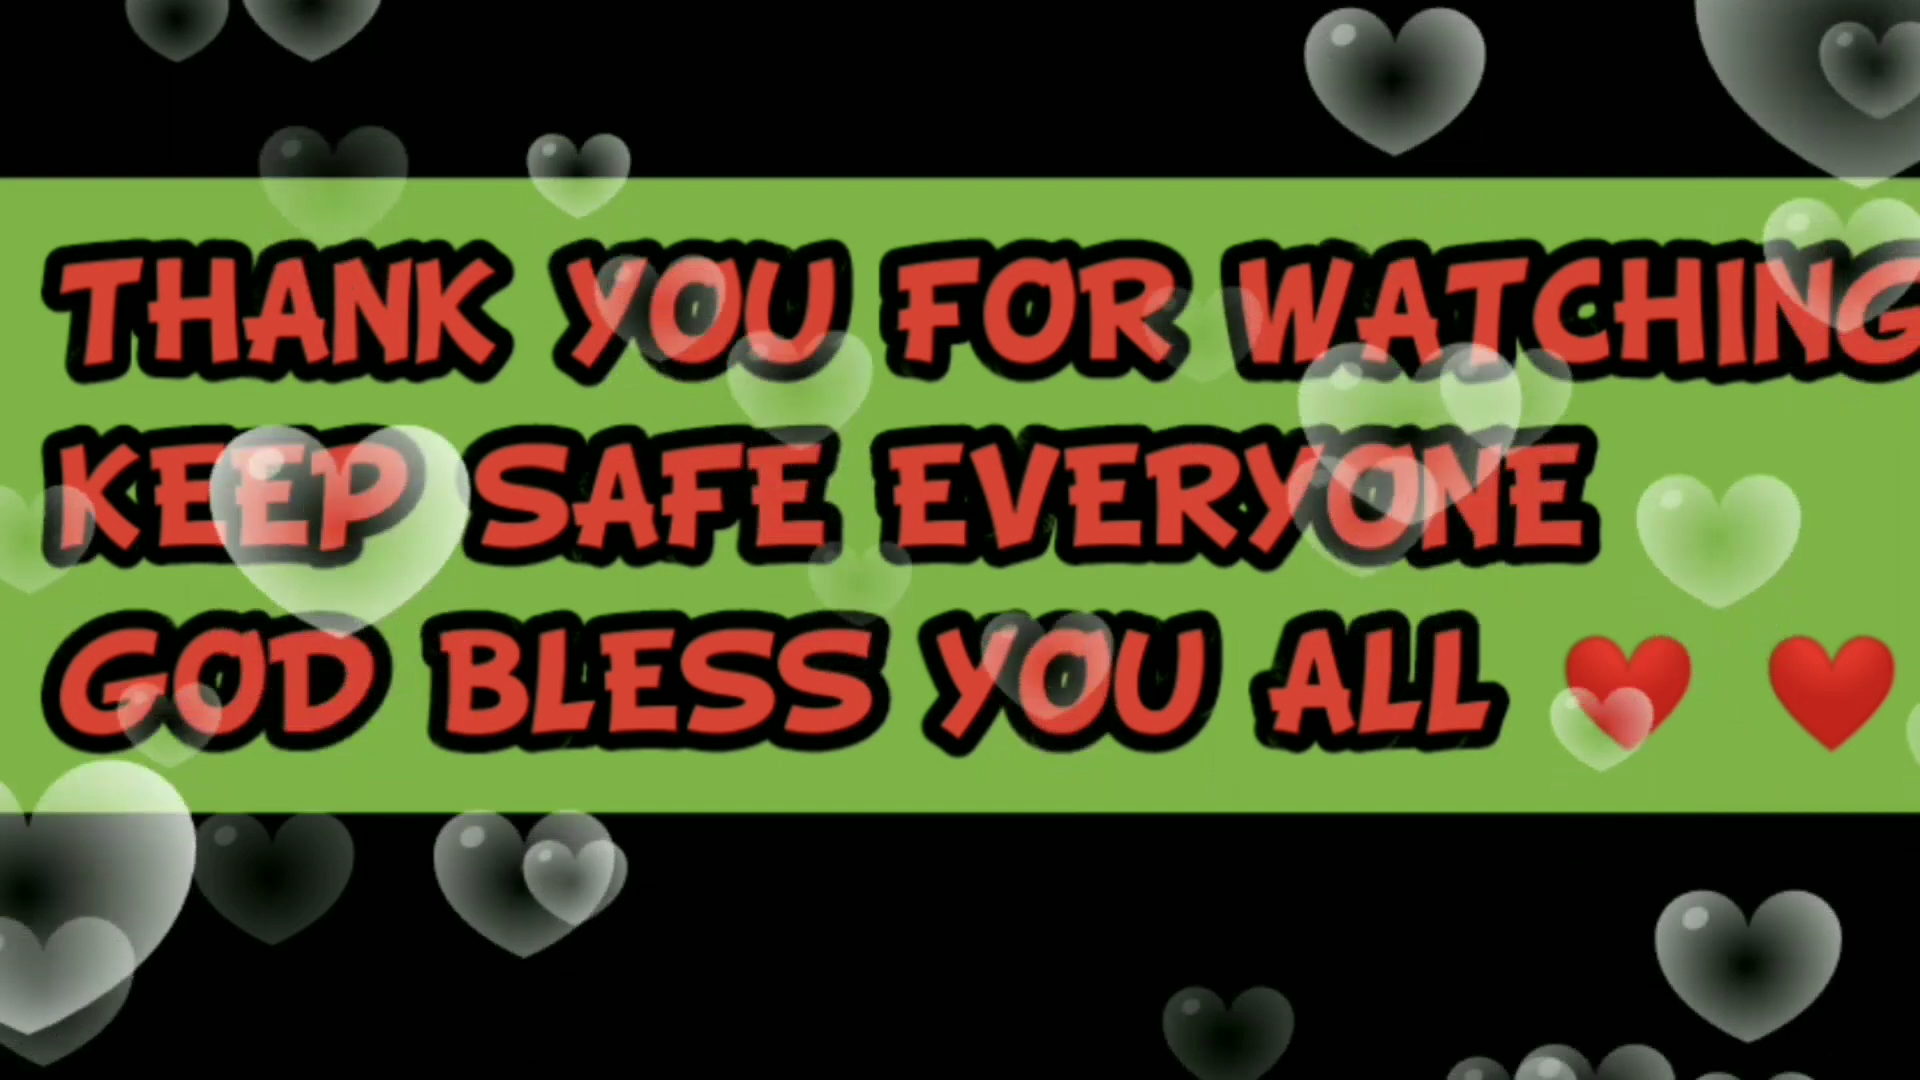 THANK YOU FOR WATCHING
KEEP SAFE EVERYONE
GOD BLESS YOU ALL ❤️ ❤️